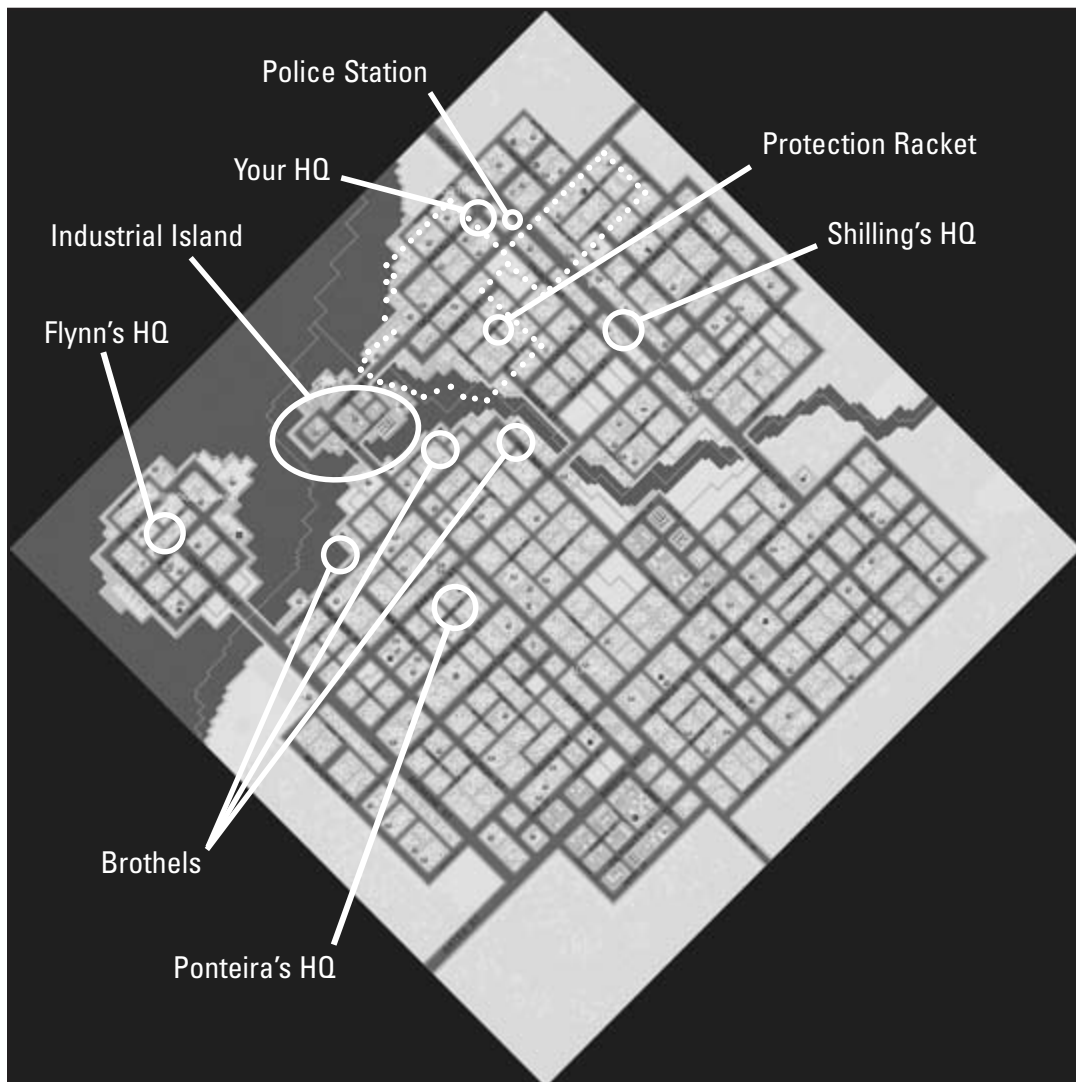 Police Station
Protection Racket
Your HQ
Shilling's HQ
Industrial Island
Flynn's HQ
Brothels
Ponteira's HQ